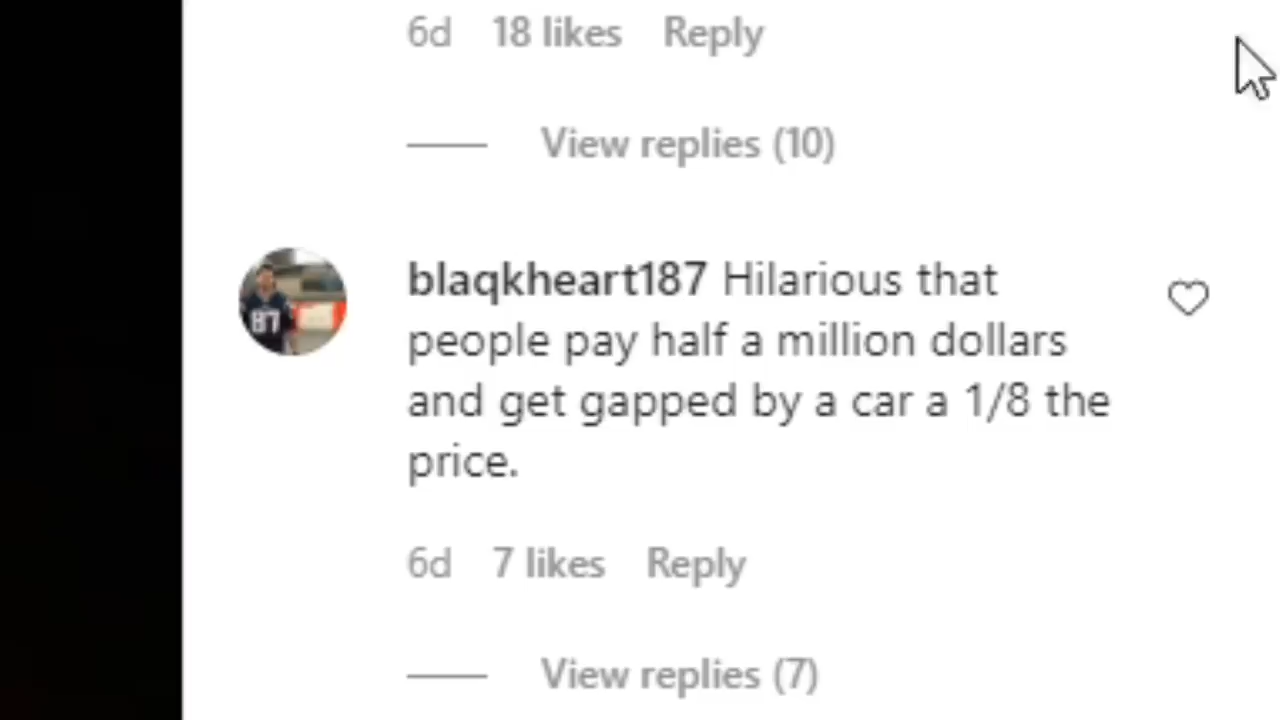 6d 18 likes Reply
View replies (10)
blaqkheart187 Hilarious that
people pay half a million dollars
and get gapped by a car a 1/8 the
price.
87
6d 7 likes Reply
View replies (7)